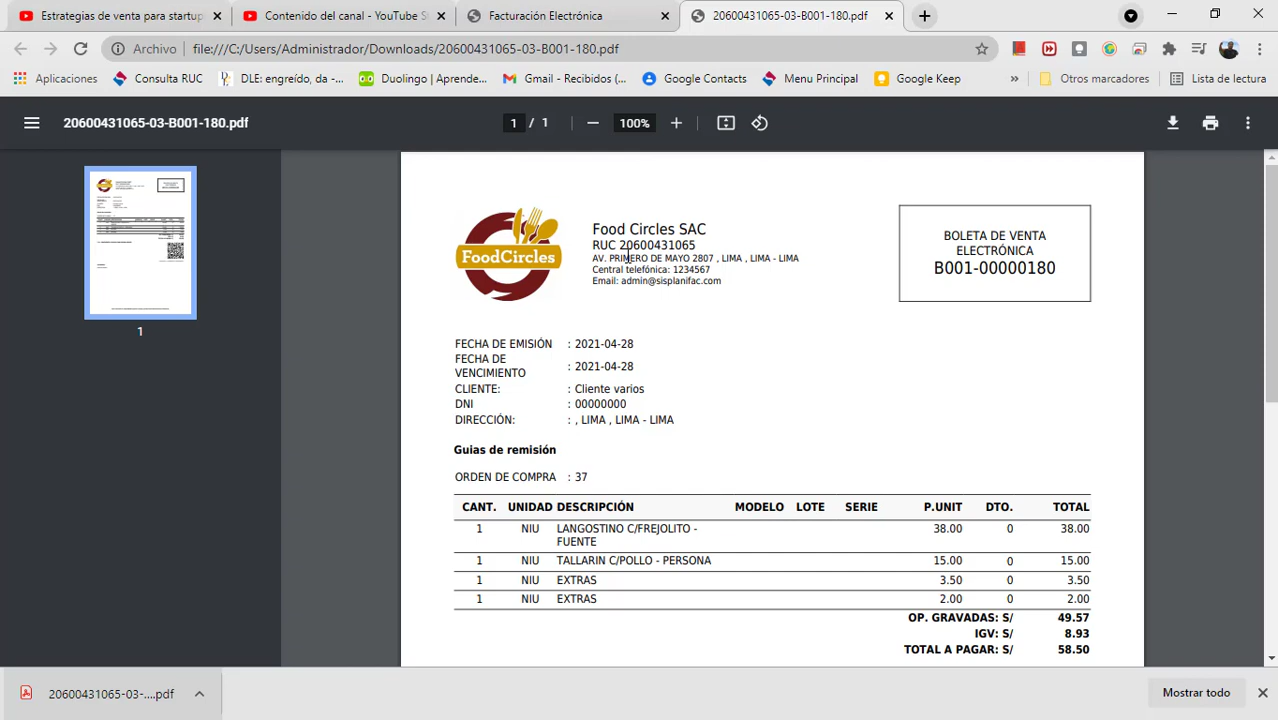 Estrategias de venta para startup
Contenido del canal - YouTube S
Facturación Electrónica
20600431065-03-B001-180.pdf
Archivo
file:///C:/Users/Administrador/Downloads/20600431065-03-B001-180.pdf
Aplicaciones
Consulta RUC
DLE: engreído, da -...
Duolingo | Aprende...
Gmail - Recibidos (...
Google Contacts
Menu Principal
Google Keep
»
Otros marcadores
Lista de lectura
20600431065-03-B001-180.pdf
1 / 1
100%
1
FoodCircles
Food Circles SAC
RUC 20600431065
AV. PRIMERO DE MAYO 2807 , LIMA , LIMA - LIMA
Central telefónica: 1234567
Email: admin@sisplanifac.com
BOLETA DE VENTA
ELECTRÓNICA
B001-00000180
FECHA DE EMISIÓN : 2021-04-28
FECHA DE
VENCIMIENTO : 2021-04-28
CLIENTE: : Cliente varios
DNI : 00000000
DIRECCIÓN: : , LIMA , LIMA - LIMA
Guias de remisión
ORDEN DE COMPRA : 37
CANT. UNIDAD DESCRIPCIÓN MODELO LOTE SERIE P.UNIT DTO. TOTAL
1 NIU LANGOSTINO C/FREJOLITO - 38.00 0 38.00
FUENTE
1 NIU TALLARIN C/POLLO - PERSONA 15.00 0 15.00
1 NIU EXTRAS 3.50 0 3.50
1 NIU EXTRAS 2.00 0 2.00
OP. GRAVADAS: S/ 49.57
IGV: S/ 8.93
TOTAL A PAGAR: S/ 58.50
20600431065-03-....pdf
Mostrar todo